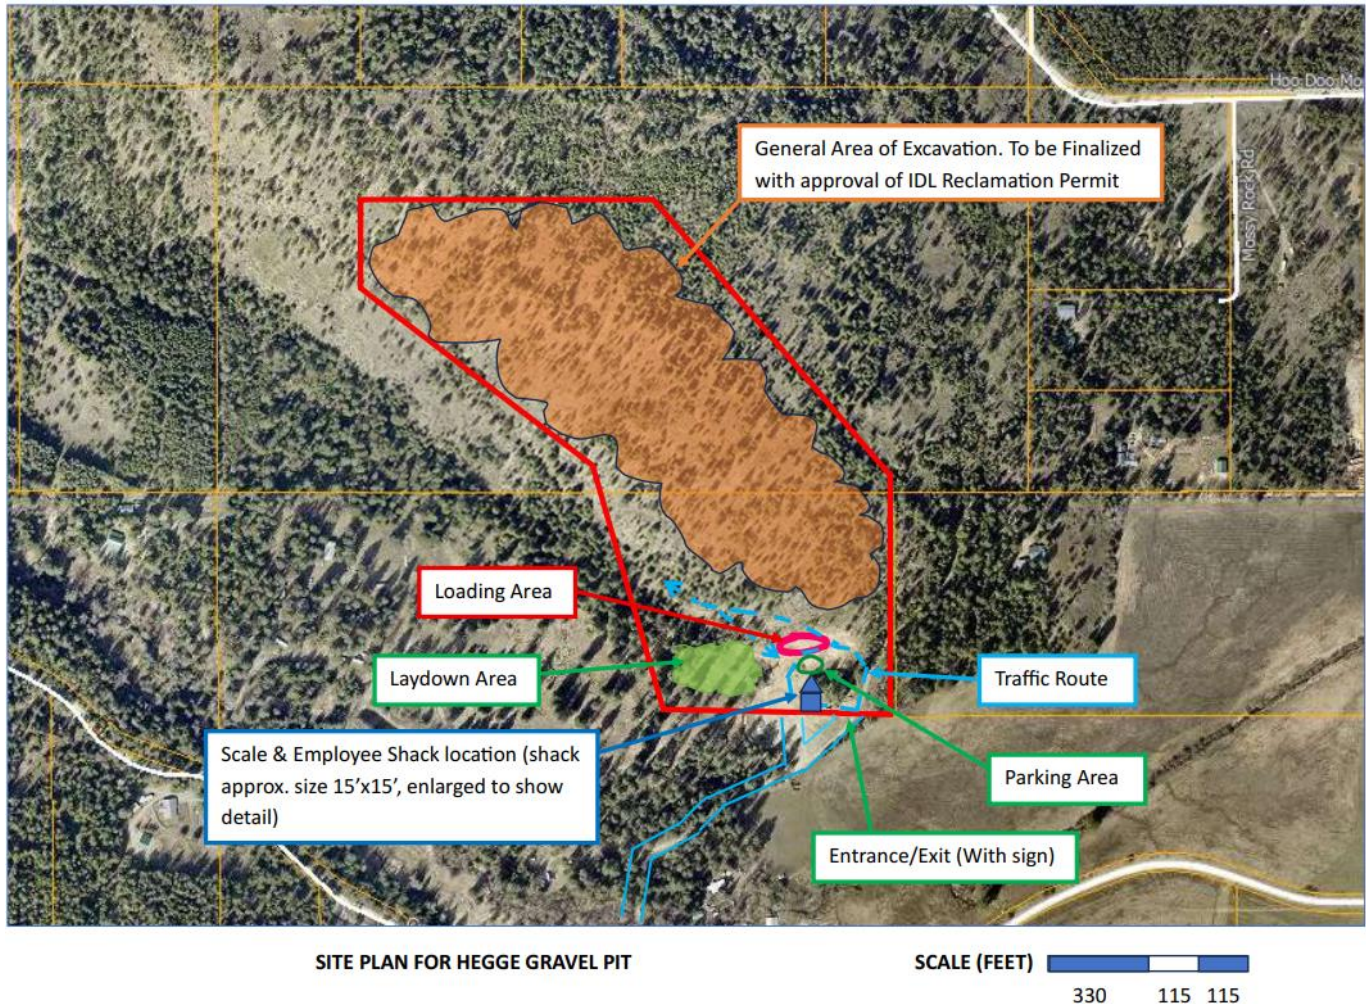 Hoo Doo Mo
General Area of Excavation. To be Finalized
with approval of IDL Reclamation Permit
Mossy Rock Rd
Loading Area
Laydown Area
Traffic Route
Scale & Employee Shack location (shack
approx. size 15’x15’, enlarged to show
detail)
Parking Area
Entrance/Exit (With sign)
SITE PLAN FOR HEGGE GRAVEL PIT
SCALE (FEET)
330 115 115